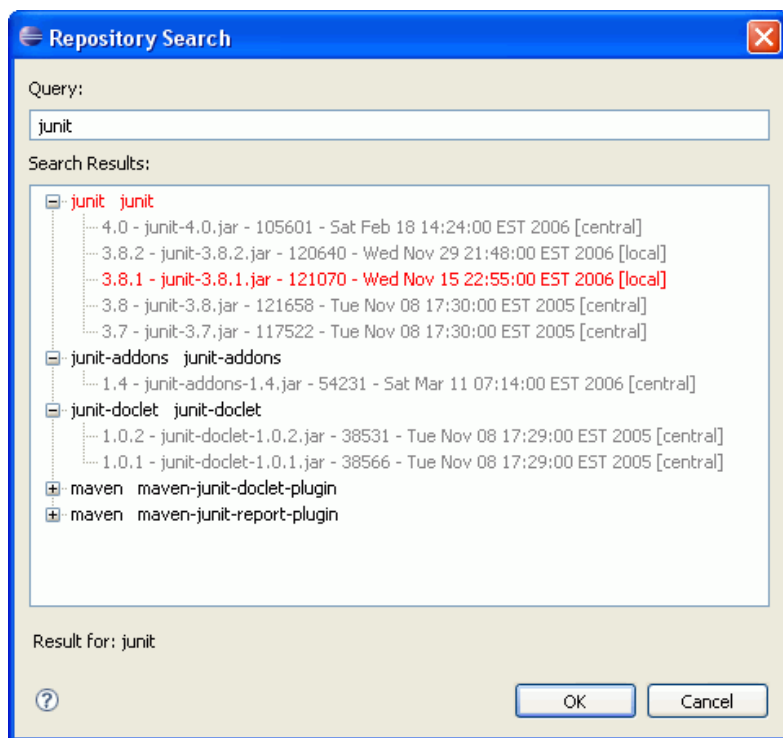 Repository Search
Query:
junit
Search Results:
junit junit
4.0 - junit-4.0.jar - 105601 - Sat Feb 18 14:24:00 EST 2006 [central]
3.8.2 - junit-3.8.2.jar - 120640 - Wed Nov 29 21:48:00 EST 2006 [local]
3.8.1 - junit-3.8.1.jar - 121070 - Wed Nov 15 22:55:00 EST 2006 [local]
3.8 - junit-3.8.jar - 121658 - Tue Nov 08 17:30:00 EST 2005 [central]
3.7 - junit-3.7.jar - 117522 - Tue Nov 08 17:30:00 EST 2005 [central]
junit-addons junit-addons
1.4 - junit-addons-1.4.jar - 54231 - Sat Mar 11 07:14:00 EST 2006 [central]
junit-doclet junit-doclet
1.0.2 - junit-doclet-1.0.2.jar - 38531 - Tue Nov 08 17:29:00 EST 2005 [central]
1.0.1 - junit-doclet-1.0.1.jar - 38566 - Tue Nov 08 17:29:00 EST 2005 [central]
maven maven-junit-doclet-plugin
maven maven-junit-report-plugin
Result for: junit
? OK Cancel